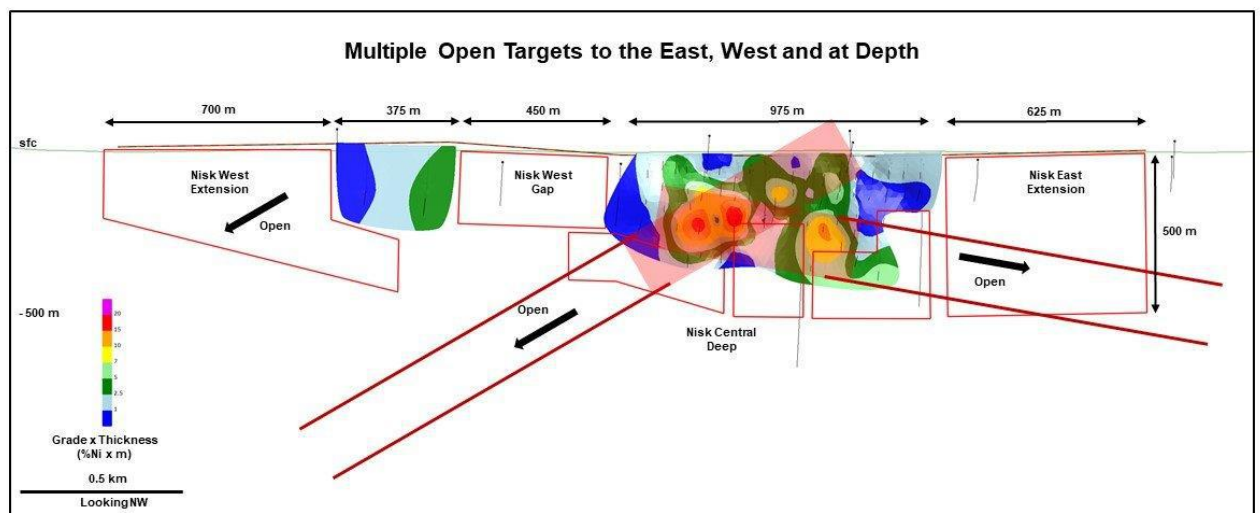 Multiple Open Targets to the East, West and at Depth
700 m
375 m
450 m
975 m
625 m
sfc
Nisk West
Extension
Open
Nisk West
Gap
Nisk East
Extension
500 m
Open
Open
Nisk Central
Deep
- 500 m
20
15
10
7
5
2.5
1
Grade x Thickness
(%Ni x m)
0.5 km
Looking NW